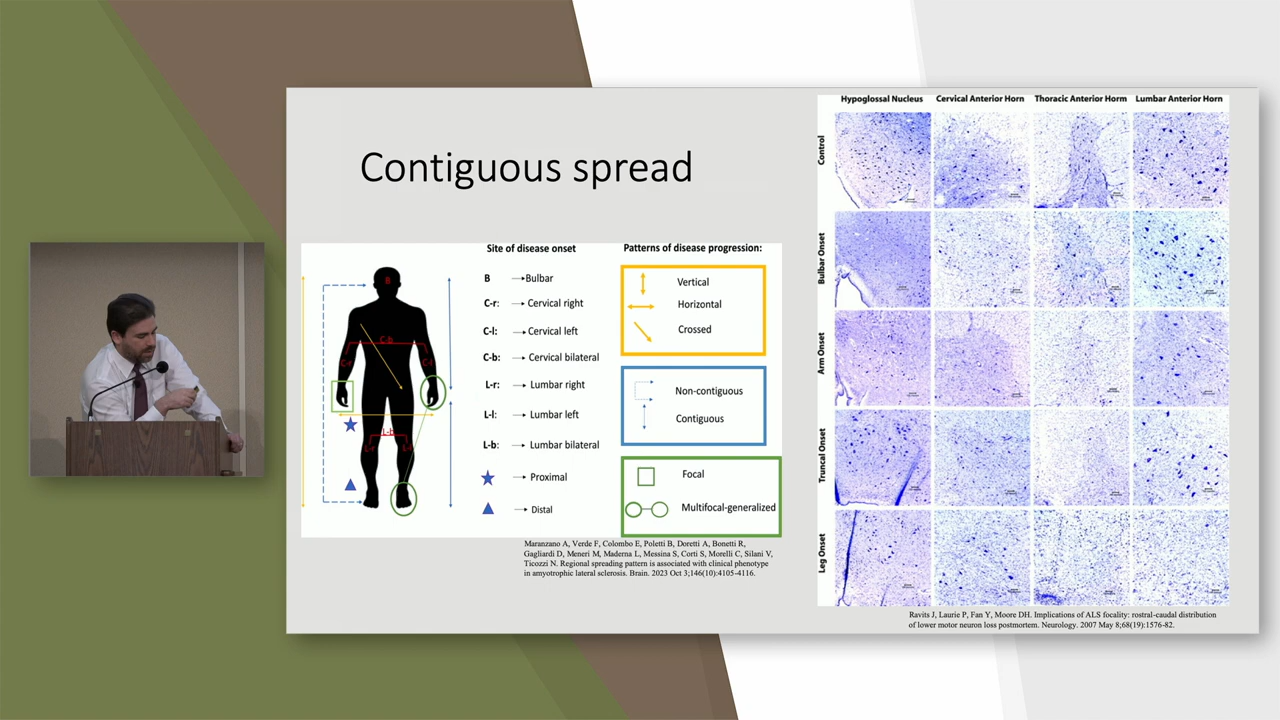 Contiguous spread
Site of disease onset
B → Bulbar
C-r: → Cervical right
C-l: → Cervical left
C-b: → Cervical bilateral
L-r: → Lumbar right
L-l: → Lumbar left
L-b: → Lumbar bilateral
→ Proximal
→ Distal
Patterns of disease progression:
Vertical
Horizontal
Crossed
Non-contiguous
Contiguous
Focal
Multifocal-generalized
B
C-b
C-r
C-l
L-b
L-r
L-l
Maranzano A, Verde F, Colombo E, Poletti B, Doretti A, Bonetti R,
Gagliardi D, Meneri M, Maderna L, Messina S, Corti S, Morelli C, Silani V,
Ticozzi N. Regional spreading pattern is associated with clinical phenotype
in amyotrophic lateral sclerosis. Brain. 2023 Oct 3;146(10):4105-4116.
Hypoglossal Nucleus
Cervical Anterior Horn
Thoracic Anterior Horm
Lumbar Anterior Horn
Control
Bulbar Onset
Arm Onset
Truncal Onset
Leg Onset
Ravits J, Laurie P, Fan Y, Moore DH. Implications of ALS focality: rostral-caudal distribution
of lower motor neuron loss postmortem. Neurology. 2007 May 8;68(19):1576-82.